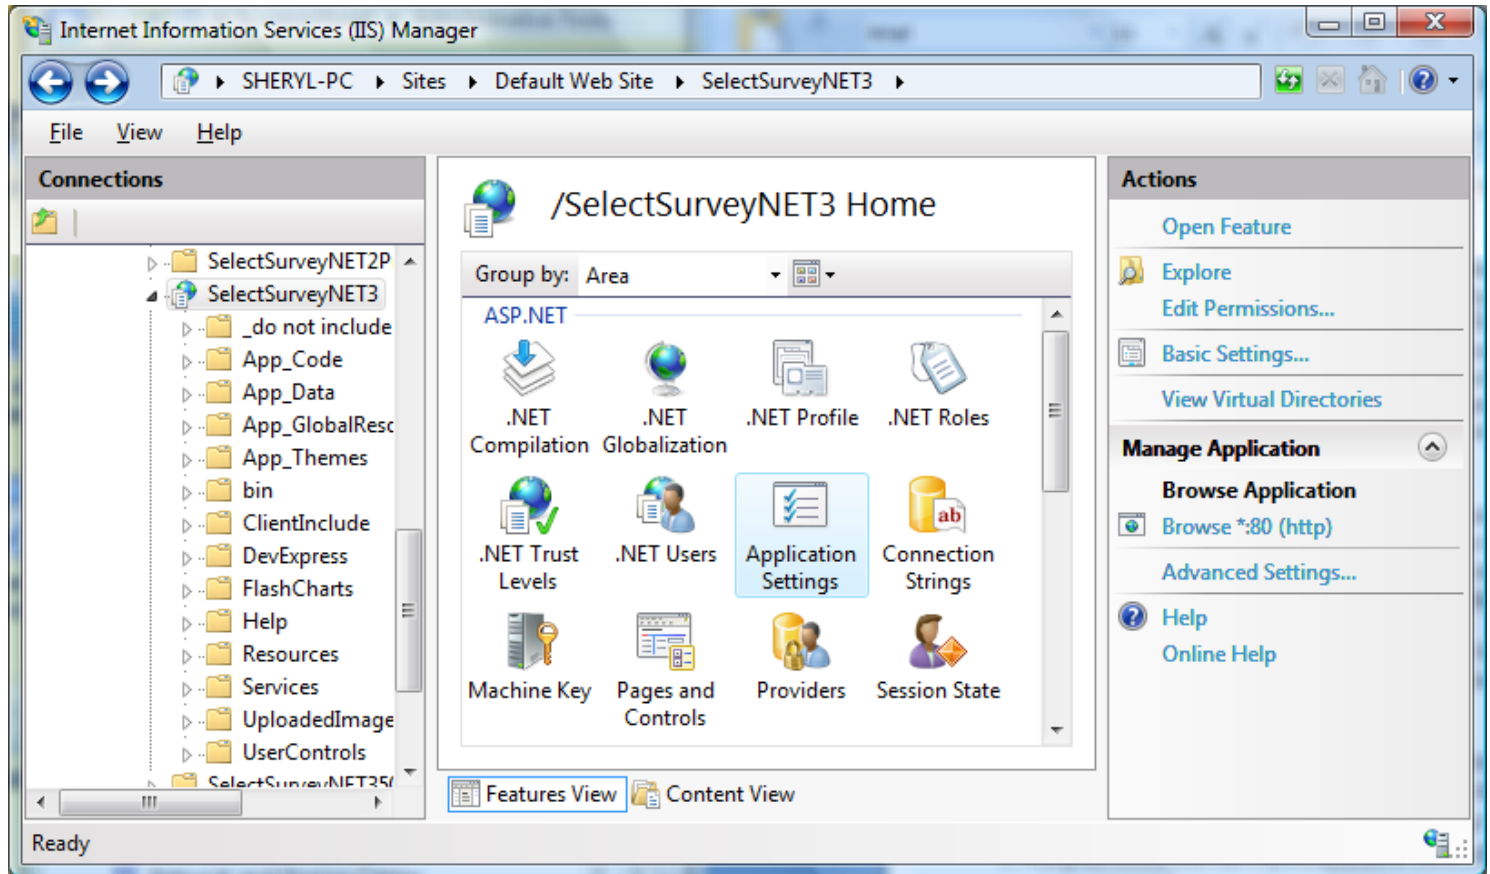 Internet Information Services (IIS) Manager
SHERYL-PC Sites Default Web Site SelectSurveyNET3
File View Help
Connections
SelectSurveyNET2P
SelectSurveyNET3
_do not include
App_Code
App_Data
App_GlobalResc
App_Themes
bin
ClientInclude
DevExpress
FlashCharts
Help
Resources
Services
UploadedImage
UserControls
SelectSurveyNET35(
/SelectSurveyNET3 Home
Group by: Area
ASP.NET
.NET Compilation
.NET Globalization
.NET Profile
.NET Roles
.NET Trust Levels
.NET Users
Application Settings
Connection Strings
Machine Key
Pages and Controls
Providers
Session State
Features View Content View
Actions
Open Feature
Explore
Edit Permissions...
Basic Settings...
View Virtual Directories
Manage Application
Browse Application
Browse *:80 (http)
Advanced Settings...
Help
Online Help
Ready